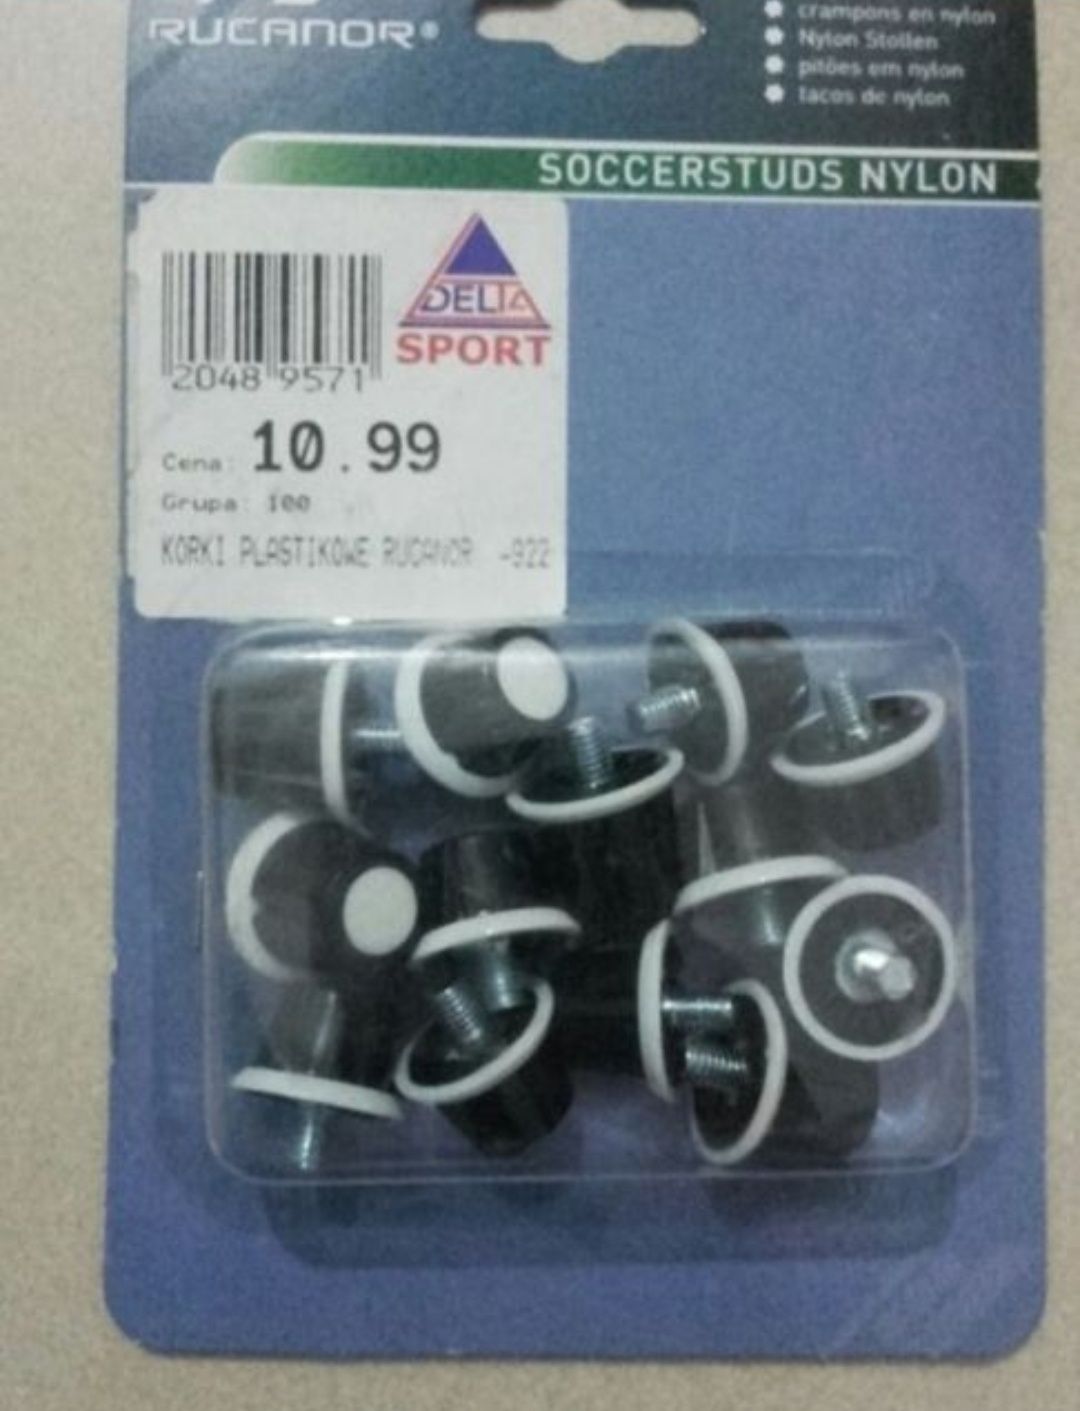 RUCANOR®
crampons en nylon
Nylon Stollen
pitões em nylon
tacos de nylon
SOCCERSTUDS NYLON
DELTA
SPORT
2048 9571
Cena: 10.99
Grupa: 100
KORKI PLASTIKOWE RUCANOR -922